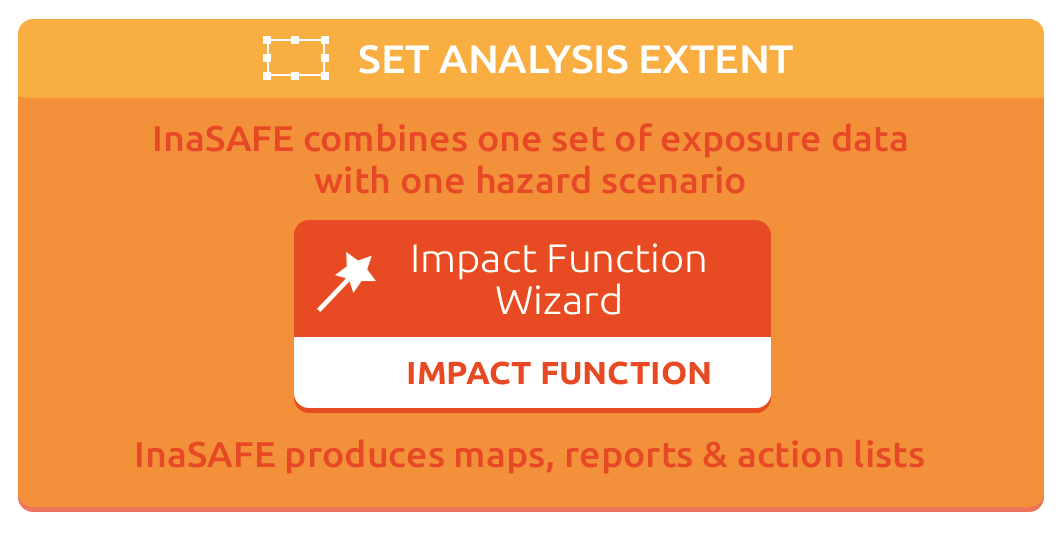 SET ANALYSIS EXTENT
InaSAFE combines one set of exposure data
with one hazard scenario
Impact Function
Wizard
IMPACT FUNCTION
InaSAFE produces maps, reports & action lists